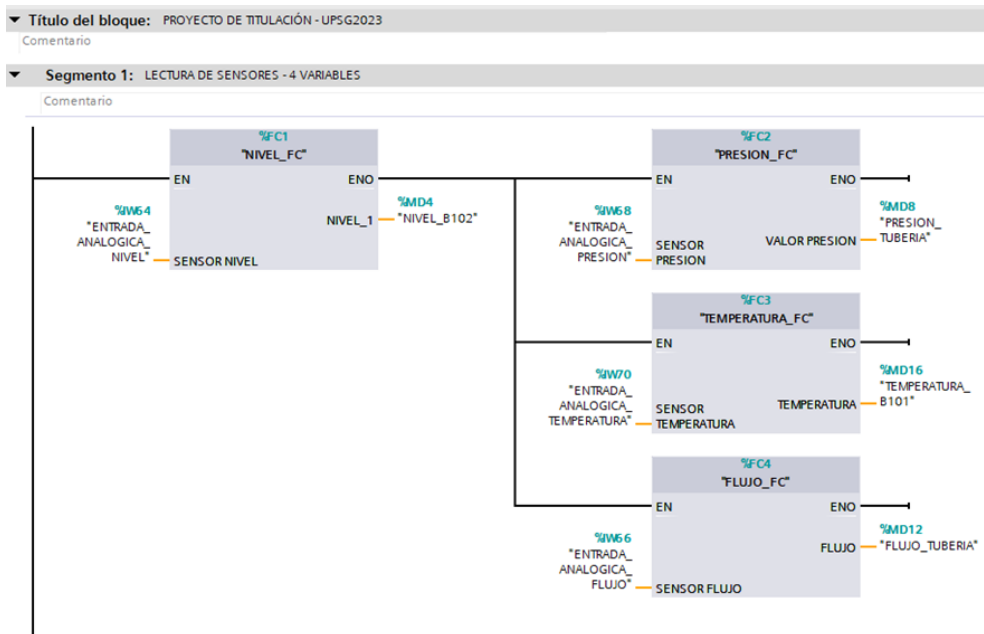 Título del bloque: PROYECTO DE TITULACIÓN - UPSG2023
Comentario
Segmento 1: LECTURA DE SENSORES - 4 VARIABLES
Comentario
%FC1
"NIVEL_FC"
EN ENO
%IW64
"ENTRADA_
ANALOGICA_
NIVEL"
SENSOR NIVEL
NIVEL_1
%MD4
"NIVEL_B102"
%FC2
"PRESION_FC"
EN ENO
%IW68
"ENTRADA_
ANALOGICA_
PRESION"
SENSOR
PRESION
VALOR PRESION
%MD8
"PRESION_
TUBERIA"
%FC3
"TEMPERATURA_FC"
EN ENO
%IW70
"ENTRADA_
ANALOGICA_
TEMPERATURA"
SENSOR
TEMPERATURA
TEMPERATURA
%MD16
"TEMPERATURA_
B101"
%FC4
"FLUJO_FC"
EN ENO
%IW66
"ENTRADA_
ANALOGICA_
FLUJO"
SENSOR FLUJO
FLUJO
%MD12
"FLUJO_TUBERIA"